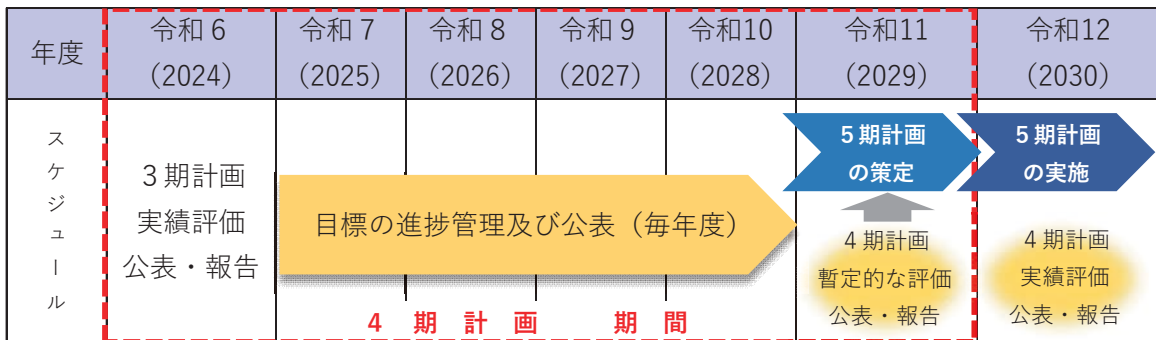 年度
令和６
（2024）
令和７
（2025）
令和８
（2026）
令和９
（2027）
令和10
（2028）
令和11
（2029）
令和12
（2030）
スケジュール
３期計画
実績評価
公表・報告
目標の進捗管理及び公表（毎年度）
５期計画
の策定
５期計画
の実施
４期計画
暫定的な評価
公表・報告
４期計画
実績評価
公表・報告
４期計画　期間